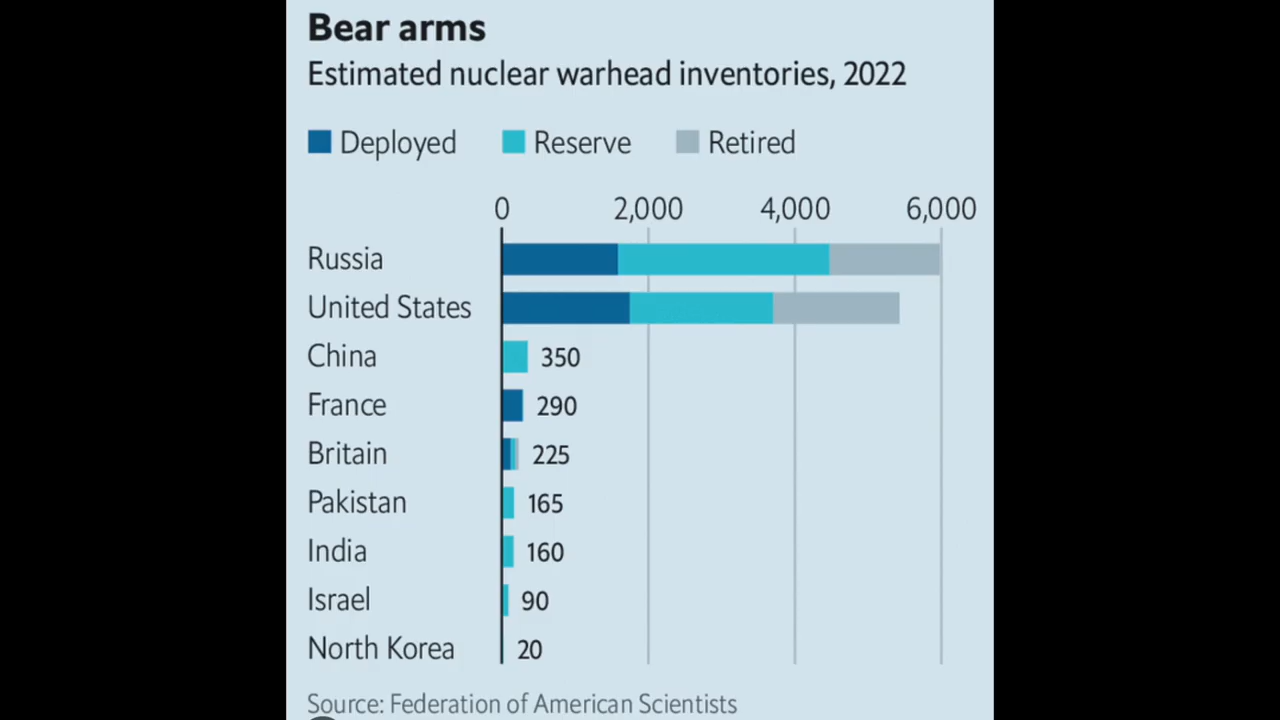 Bear arms
Estimated nuclear warhead inventories, 2022
Deployed Reserve Retired
0 2,000 4,000 6,000
Russia
United States
China 350
France 290
Britain 225
Pakistan 165
India 160
Israel 90
North Korea 20
Source: Federation of American Scientists